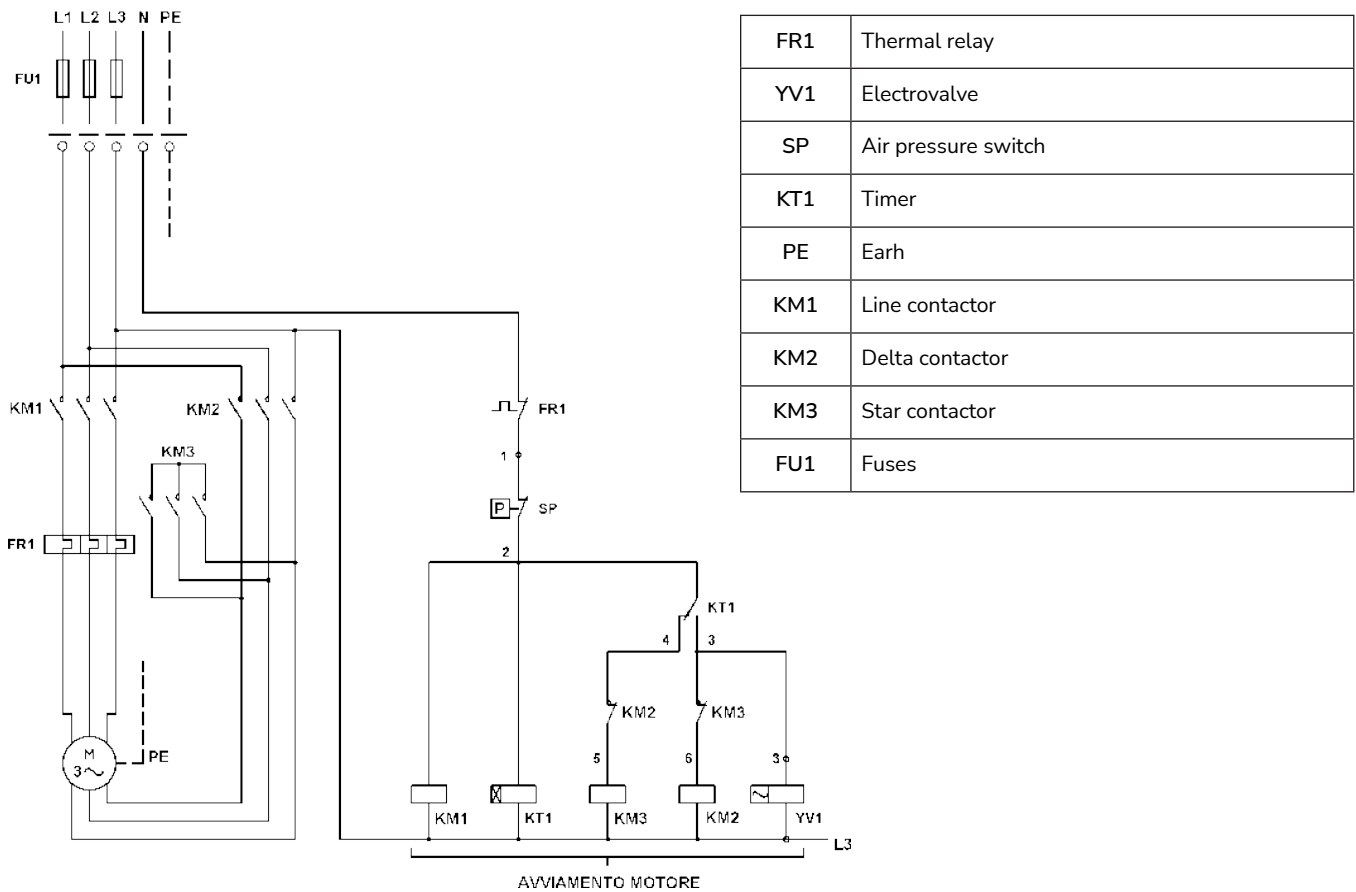 L1 L2 L3 N PE
FU1
KM1
KM2
KM3
FR1
M
3
PE
FR1
1
P
SP
2
KT1
4
3
KM2
KM3
5
6
3
KM1
KT1
KM3
KM2
YV1
L3
AVVIAMENTO MOTORE
FR1 Thermal relay
YV1 Electrovalve
SP Air pressure switch
KT1 Timer
PE Earh
KM1 Line contactor
KM2 Delta contactor
KM3 Star contactor
FU1 Fuses